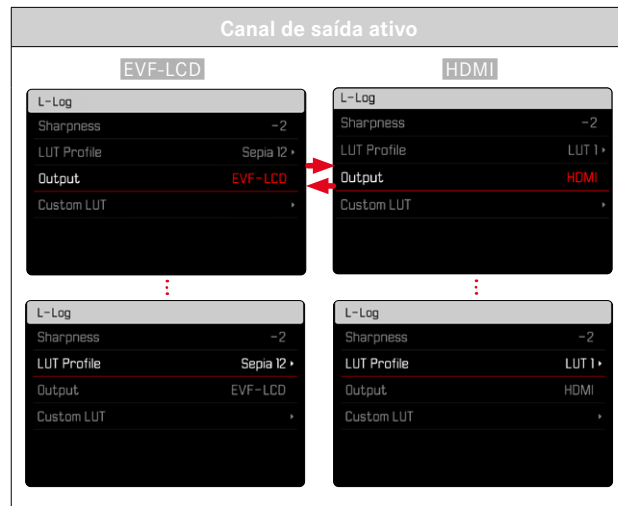 Canal de saída ativo
EVF-LCD
L-Log
Sharpness -2
LUT Profile Sepia 12
Output EVF-LCD
Custom LUT
HDMI
L-Log
Sharpness -2
LUT Profile LUT 1
Output HDMI
Custom LUT
L-Log
Sharpness -2
LUT Profile Sepia 12
Output EVF-LCD
Custom LUT
L-Log
Sharpness -2
LUT Profile LUT 1
Output HDMI
Custom LUT